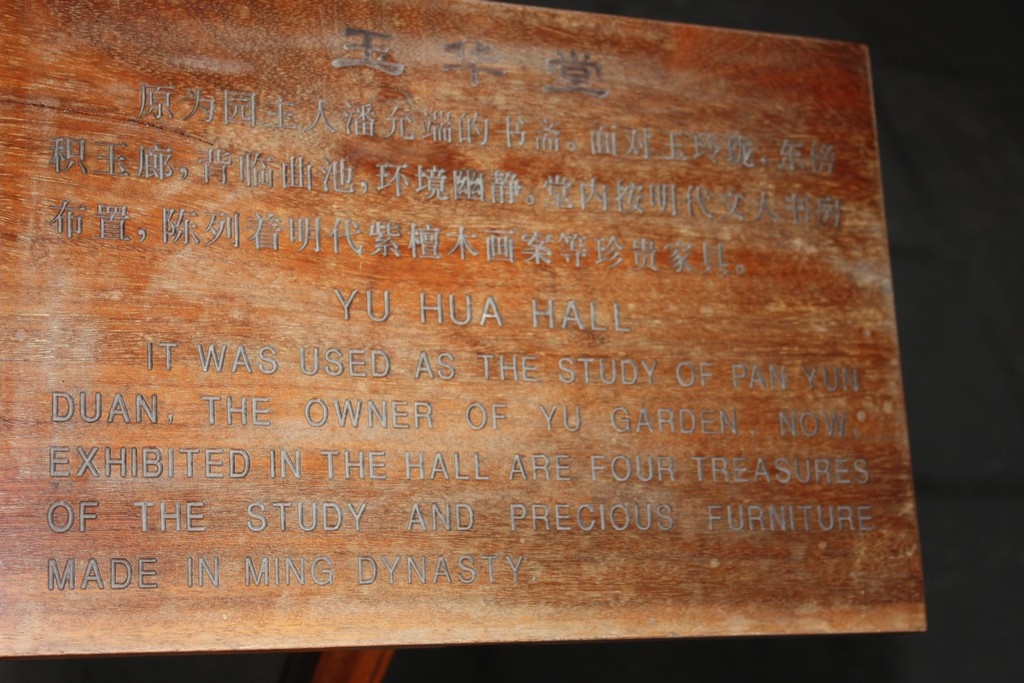 玉华堂
原为园主人潘允端的书斋。面对玉玲珑,东傍
积玉廊,背临曲池,环境幽静。堂内按明代文人书房
布置,陈列着明代紫檀木画案等珍贵家具。
YU HUA HALL
IT WAS USED AS THE STUDY OF PAN YUN
DUAN, THE OWNER OF YU GARDEN. NOW,
EXHIBITED IN THE HALL ARE FOUR TREASURES
OF THE STUDY AND PRECIOUS FURNITURE
MADE IN MING DYNASTY.